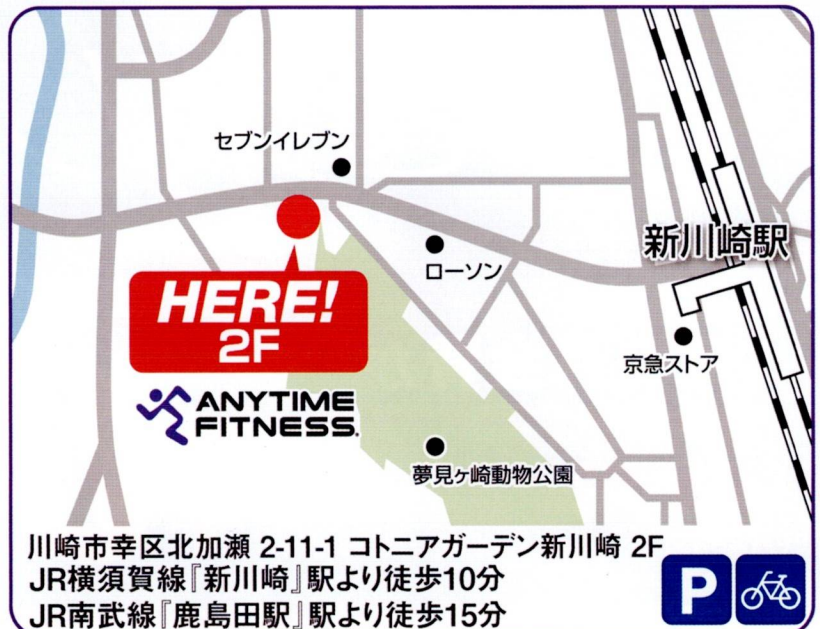 セブンイレブン
新川崎駅
ローソン
HERE!
2F
京急ストア
ANYTIME
FITNESS.
夢見ヶ崎動物公園
川崎市幸区北加瀬 2-11-1 コトニアガーデン新川崎 2F
JR横須賀線『新川崎』駅より徒歩10分
JR南武線『鹿島田駅』駅より徒歩15分
P